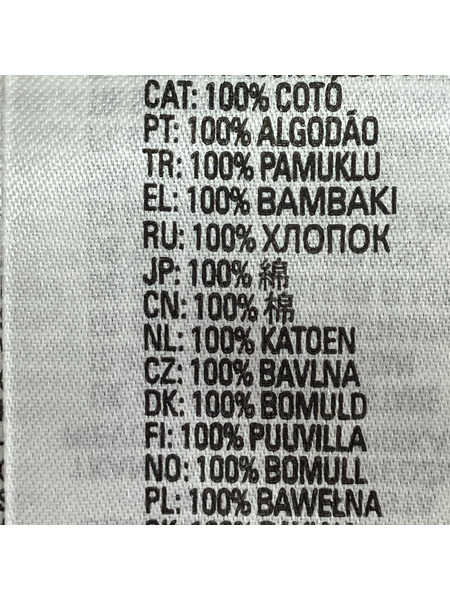 CAT: 100% COTÓ
PT: 100% ALGODÃO
TR: 100% PAMUKLU
EL: 100% ΒΑΜΒΑΚΙ
RU: 100% ХЛОПОК
JP: 100% 綿
CN: 100% 棉
NL: 100% KATOEN
CZ: 100% BAVLNA
DK: 100% BOMULD
FI: 100% PUUVILLA
NO: 100% BOMULL
PL: 100% BAWEŁNA